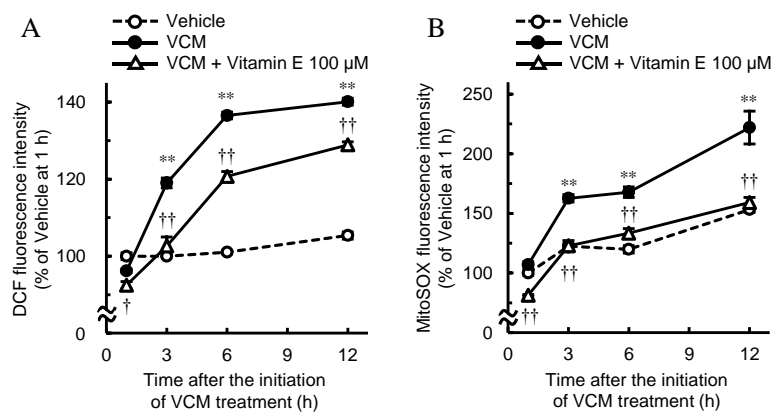 A
Vehicle
VCM
VCM + Vitamin E 100 µM
DCF fluorescence intensity
(% of Vehicle at 1 h)
140
120
100
0
**
**
**
††
††
††
†
0
3
6
9
12
Time after the initiation
of VCM treatment (h)
B
Vehicle
VCM
VCM + Vitamin E 100 µM
MitoSOX fluorescence intensity
(% of Vehicle at 1 h)
250
200
150
100
50
0
**
**
**
††
††
††
††
0
3
6
9
12
Time after the initiation
of VCM treatment (h)